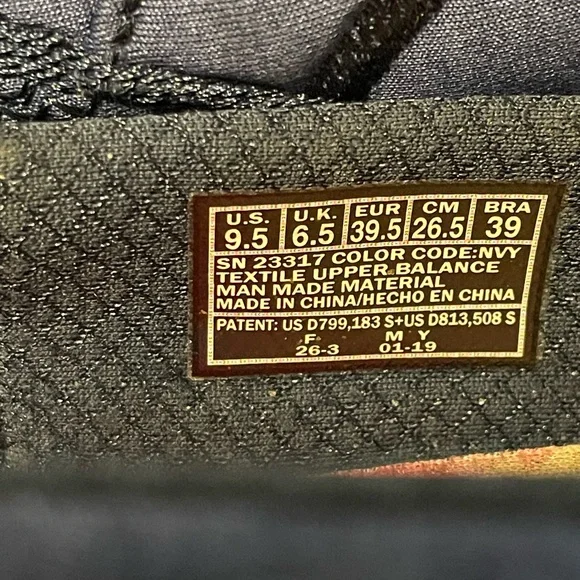 U.S. U.K. EUR CM BRA
9.5 6.5 39.5 26.5 39
SN 23317 COLOR CODE:NVY
TEXTILE UPPER BALANCE
MAN MADE MATERIAL
MADE IN CHINA/HECHO EN CHINA
PATENT: US D799,183 S+US D813,508 S
F M Y
26-3 01-19